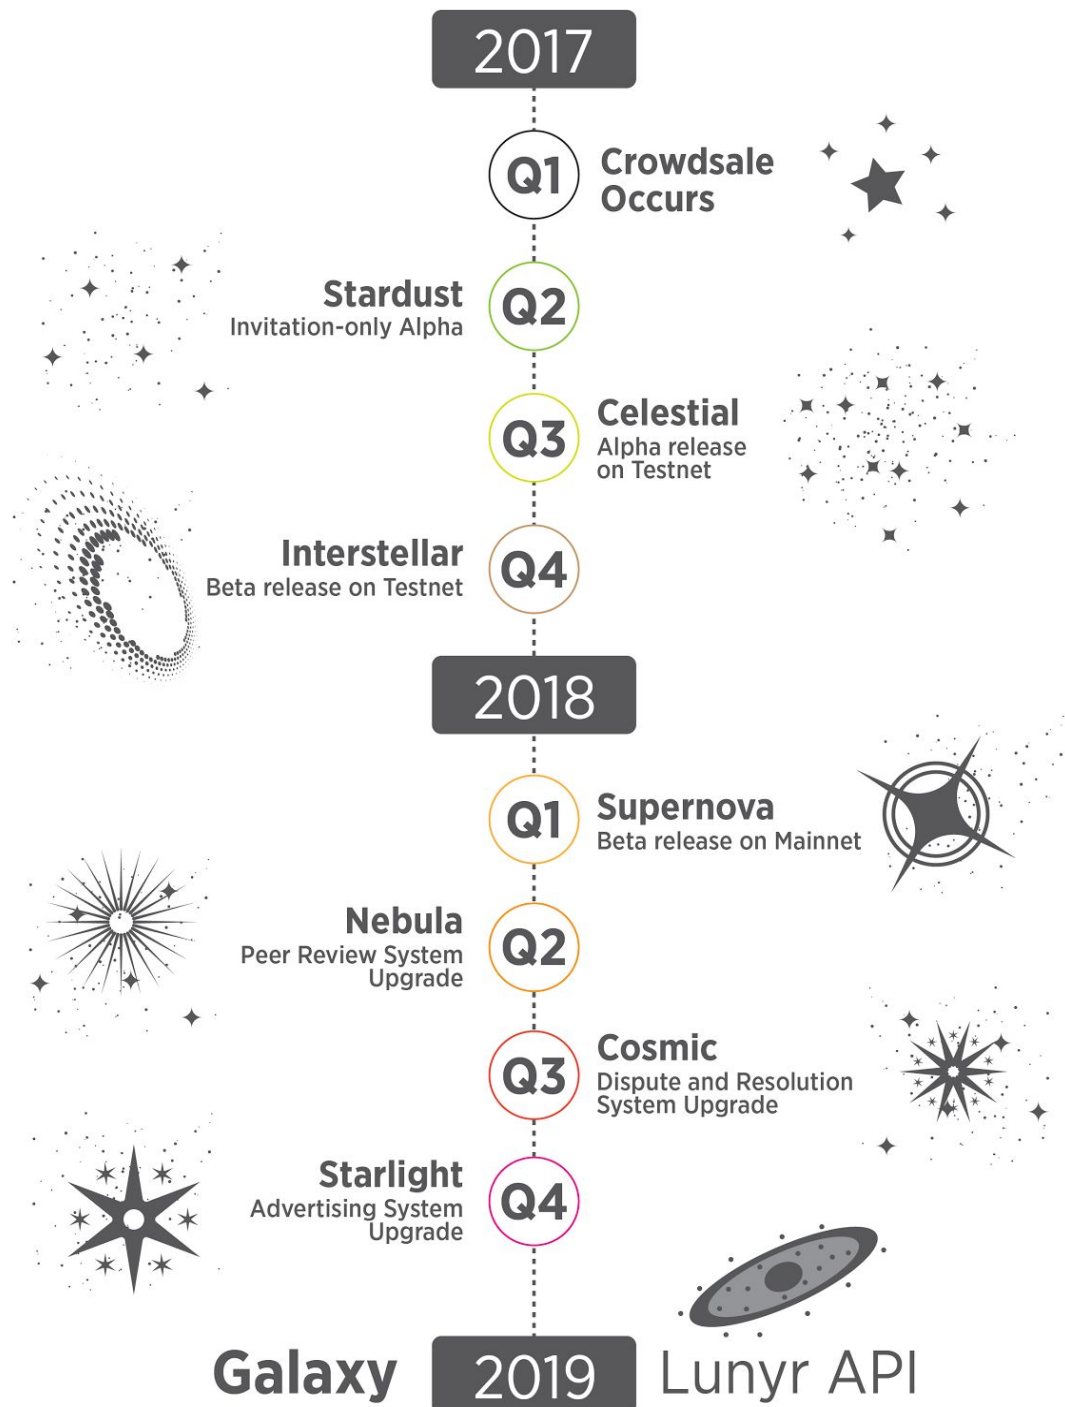 2017
Q1
Crowdsale
Occurs
Stardust
Invitation-only Alpha
Q2
Q3
Celestial
Alpha release
on Testnet
Interstellar
Beta release on Testnet
Q4
2018
Q1
Supernova
Beta release on Mainnet
Nebula
Peer Review System
Upgrade
Q2
Q3
Cosmic
Dispute and Resolution
System Upgrade
Starlight
Advertising System
Upgrade
Q4
Galaxy
2019
Lunyr API